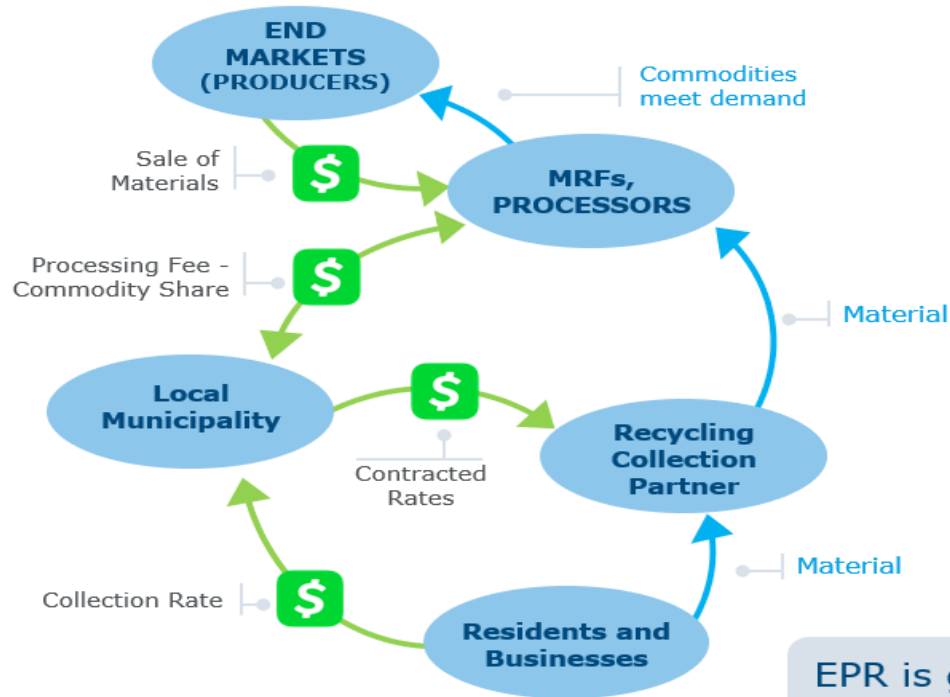 END
MARKETS
(PRODUCERS)
Commodities
meet demand
Sale of
Materials
$
MRFs,
PROCESSORS
Processing Fee -
Commodity Share
$
Material
Local
Municipality
$
Contracted
Rates
Recycling
Collection
Partner
Material
Collection Rate
$
Residents and
Businesses
EPR is